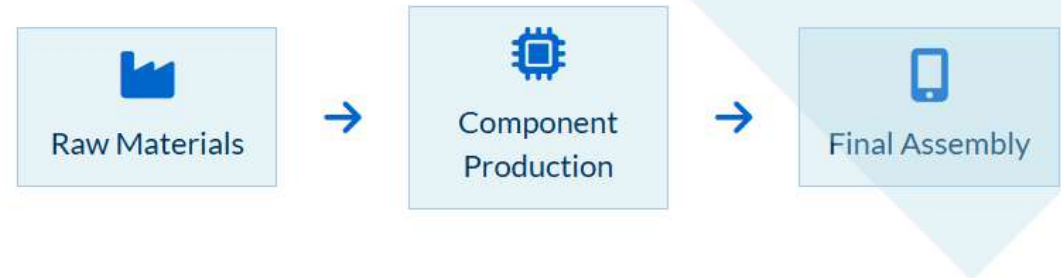 Raw Materials
Component
Production
Final Assembly